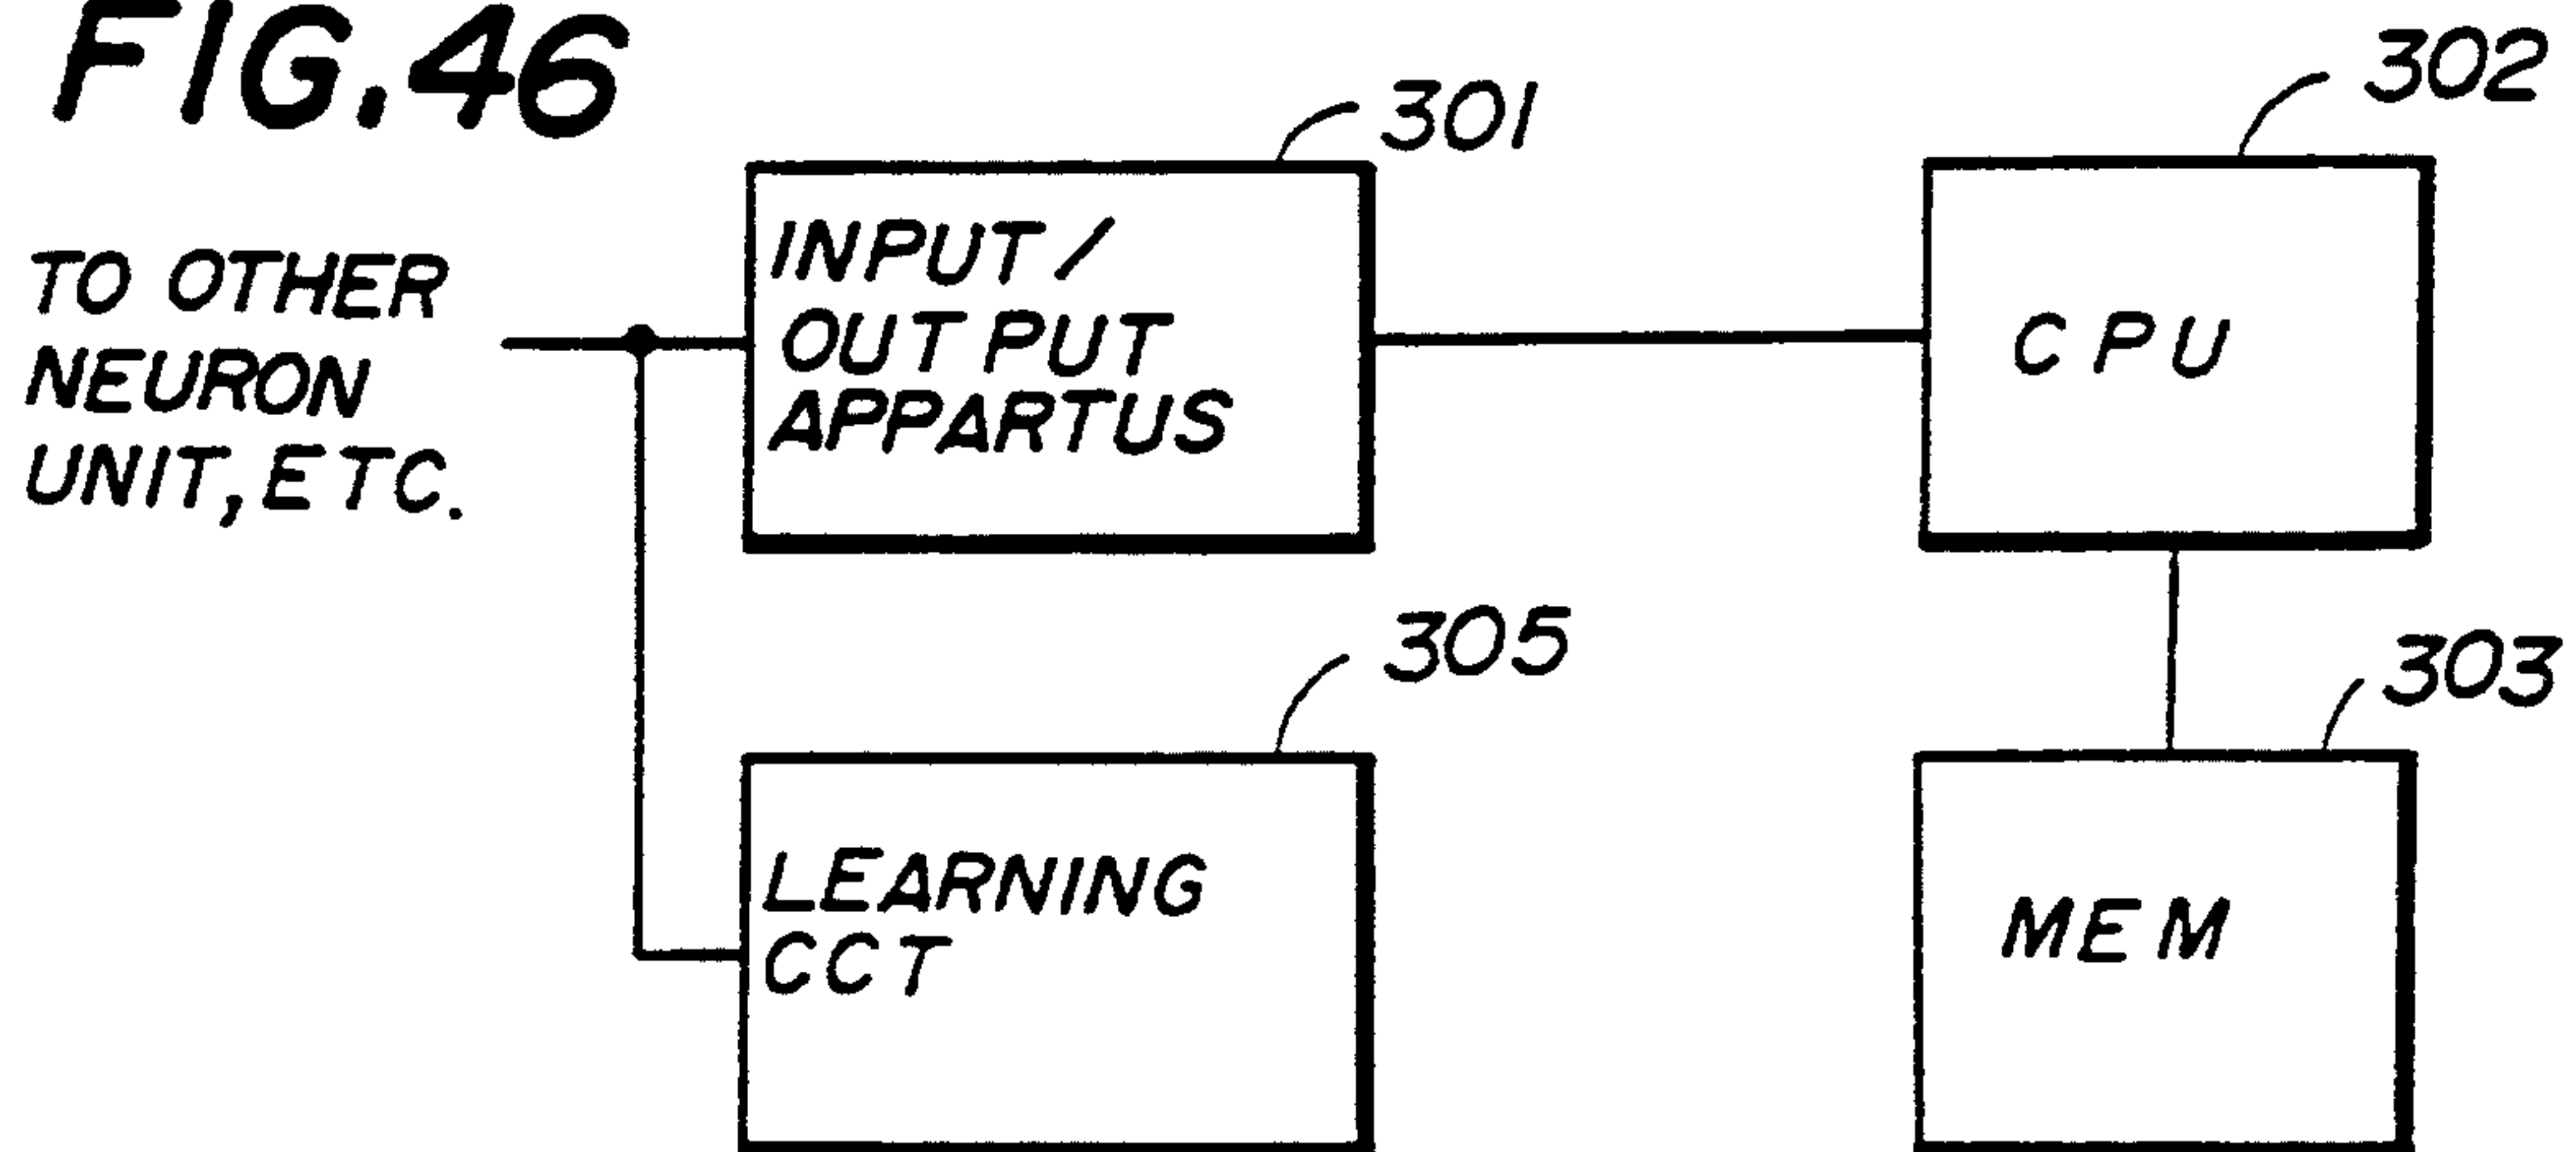 FIG.46
301
302
INPUT/
OUTPUT
APPARTUS
CPU
TO OTHER
NEURON
UNIT, ETC.
305
303
LEARNING
CCT
MEM